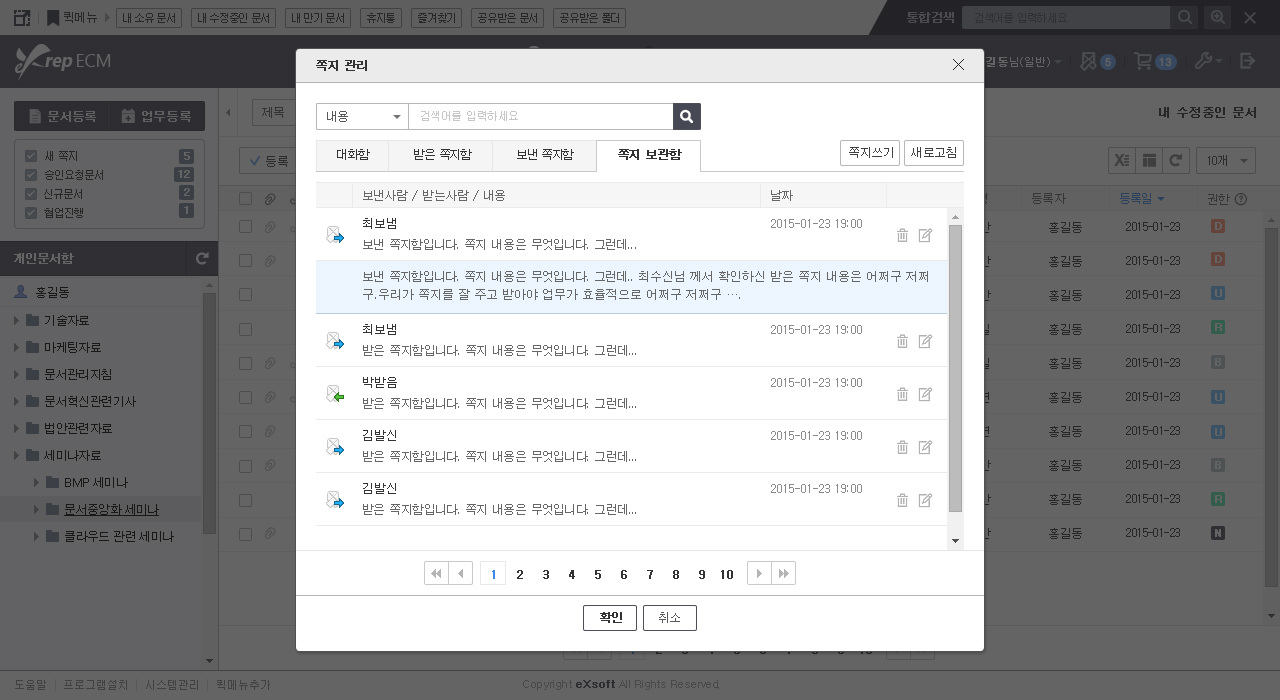 퀵메뉴
내 소유 문서
내 수정중인 문서
내 만기 문서
휴지통
즐겨찾기
공유받은 문서
공유받은 폴더
통합검색
검색어를 입력하세요
eXrep ECM
길동님(일반)
5
13
문서등록
업무등록
새 쪽지 5
승인요청문서 12
신규문서 2
협업진행 1
개인문서함
홍길동
기술자료
마케팅자료
문서관리지침
문서혁신관련기사
법안관련자료
세미나자료
BMP 세미나
문서중앙화 세미나
클라우드 관련 세미나
제목
내 수정중인 문서
등록
10개
등록자 등록일 권한
홍길동 2015-01-23 D
홍길동 2015-01-23 D
홍길동 2015-01-23 U
홍길동 2015-01-23 R
홍길동 2015-01-23 B
홍길동 2015-01-23 U
홍길동 2015-01-23 U
홍길동 2015-01-23 B
홍길동 2015-01-23 R
홍길동 2015-01-23 N
쪽지 관리
내용
검색어를 입력하세요
대화함
받은 쪽지함
보낸 쪽지함
쪽지 보관함
쪽지쓰기
새로고침
보낸사람 / 받는사람 / 내용 날짜
최보냄 2015-01-23 19:00
보낸 쪽지함입니다. 쪽지 내용은 무엇입니다. 그런데...
보낸 쪽지함입니다. 쪽지 내용은 무엇입니다. 그런데.. 최수신님 께서 확인하신 받은 쪽지 내용은 어쩌구 저쩌
구.우리가 쪽지를 잘 주고 받아야 업무가 효율적으로 어쩌구 저쩌구 ….
최보냄 2015-01-23 19:00
받은 쪽지함입니다. 쪽지 내용은 무엇입니다. 그런데...
박받음 2015-01-23 19:00
받은 쪽지함입니다. 쪽지 내용은 무엇입니다. 그런데...
김발신 2015-01-23 19:00
받은 쪽지함입니다. 쪽지 내용은 무엇입니다. 그런데...
김발신 2015-01-23 19:00
받은 쪽지함입니다. 쪽지 내용은 무엇입니다. 그런데...
1 2 3 4 5 6 7 8 9 10
확인
취소
도움말
프로그램설치
시스템관리
퀵메뉴추가
Copyright eXsoft All Rights Reserved.